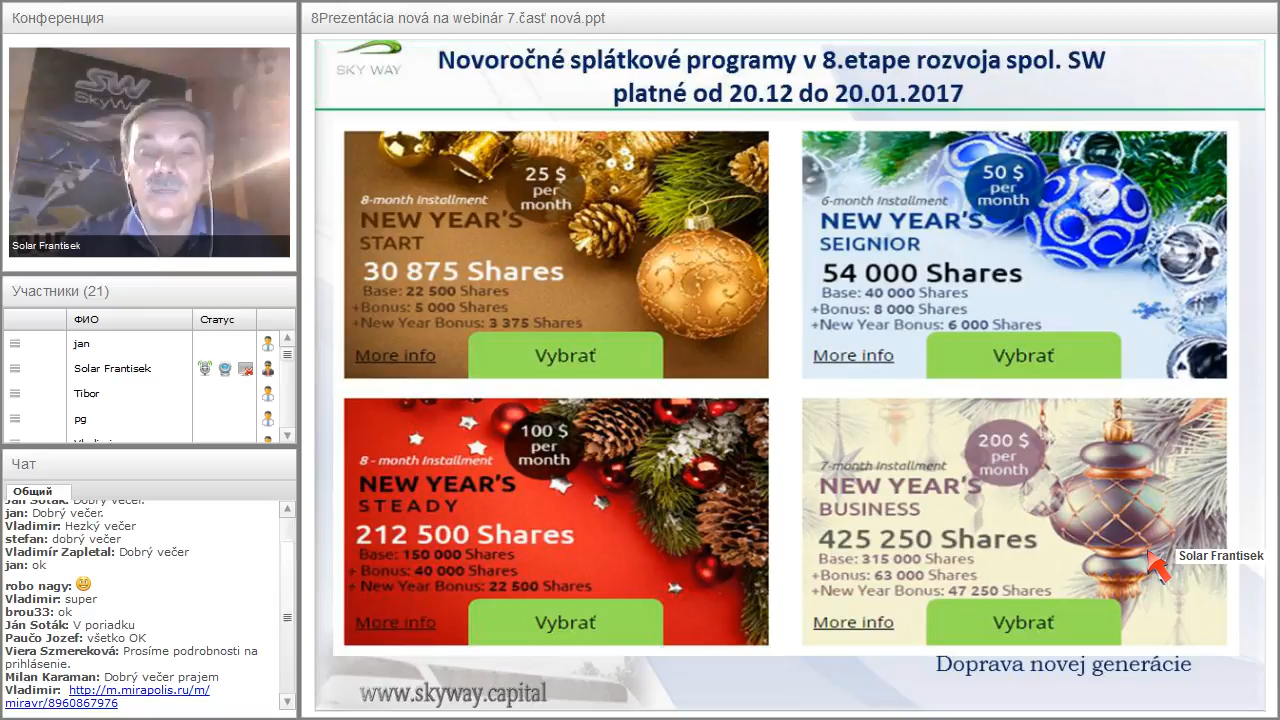 Конференция
SW
SkyWay
Solar Frantisek
Участники (21)
ФИО
Статус
jan
Solar Frantisek
Tibor
pg
Чат
Общий
Ján Soták: Dobrý večer.
jan: Dobrý večer.
Vladimir: Hezký večer
stefan: dobrý večer
Vladimír Zapletal: Dobrý večer
jan: ok
robo nagy:
Vladimir: super
brou33: ok
Ján Soták: V poriadku
Paučo Jozef: všetko OK
Viera Szmereková: Prosíme podrobnosti na
prihlásenie.
Milan Karaman: Dobrý večer prajem
Vladimir: http://m.mirapolis.ru/m/
miravr/8960867976
8Prezentácia nová na webinár 7.časť nová.ppt
SKY WAY
Novoročné splátkové programy v 8.etape rozvoja spol. SW
platné od 20.12 do 20.01.2017
25 $
per
month
8-month Installment
NEW YEAR'S
START
30 875 Shares
Base: 22 500 Shares
+Bonus: 5 000 Shares
+New Year Bonus: 3 375 Shares
More info
Vybrať
50 $
per
month
6-month Installment
NEW YEAR'S
SEIGNIOR
54 000 Shares
Base: 40 000 Shares
+Bonus: 8 000 Shares
+New Year Bonus: 6 000 Shares
More info
Vybrať
100 $
per
month
8 - month Installment
NEW YEAR'S
STEADY
212 500 Shares
Base: 150 000 Shares
+ Bonus: 40 000 Shares
+ New Year Bonus: 22 500 Shares
More info
Vybrať
200 $
per
month
7-month Installment
NEW YEAR'S
BUSINESS
425 250 Shares
Base: 315 000 Shares
+Bonus: 63 000 Shares
+New Year Bonus: 47 250 Shares
More info
Vybrať
Solar Frantisek
Doprava novej generácie
www.skyway.capital